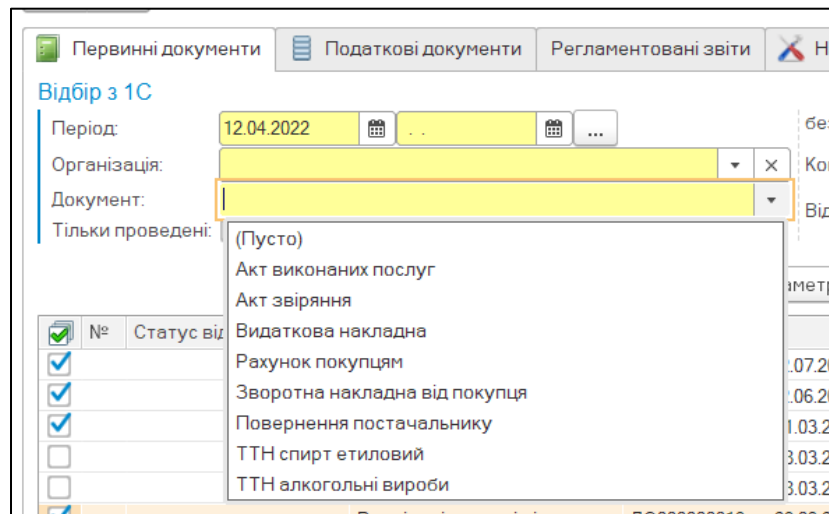 Первинні документи Податкові документи Регламентовані звіти Н
Відбір з 1С
Період: 12.04.2022 . . ...
Організація:
Документ:
Тільки проведені:
(Пусто)
Акт виконаних послуг
Акт звіряння
Видаткова накладна
Рахунок покупцям
Зворотна накладна від покупця
Повернення постачальнику
ТТН спирт етиловий
ТТН алкогольні вироби
№ Статус від